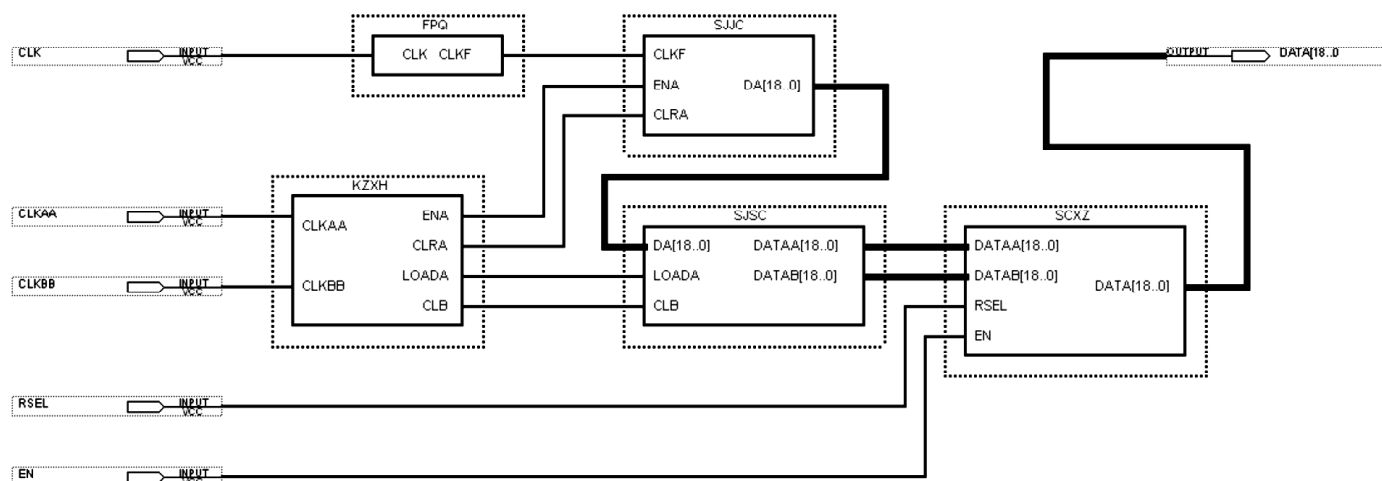 FPQ
SJJC
CLK
INPUT
VCC
CLK CLKF
CLKF
ENA
DA[18..0]
CLRA
OUTPUT
DATA[18..0
KZXH
CLKAA
INPUT
VCC
CLKAA
ENA
CLRA
CLKBB
INPUT
VCC
CLKBB
LOADA
CLB
SJSC
DA[18..0]
DATAA[18..0]
LOADA
DATAB[18..0]
CLB
SCXZ
DATAA[18..0]
DATAB[18..0]
DATA[18..0]
RSEL
EN
RSEL
INPUT
VCC
EN
INPUT
VCC